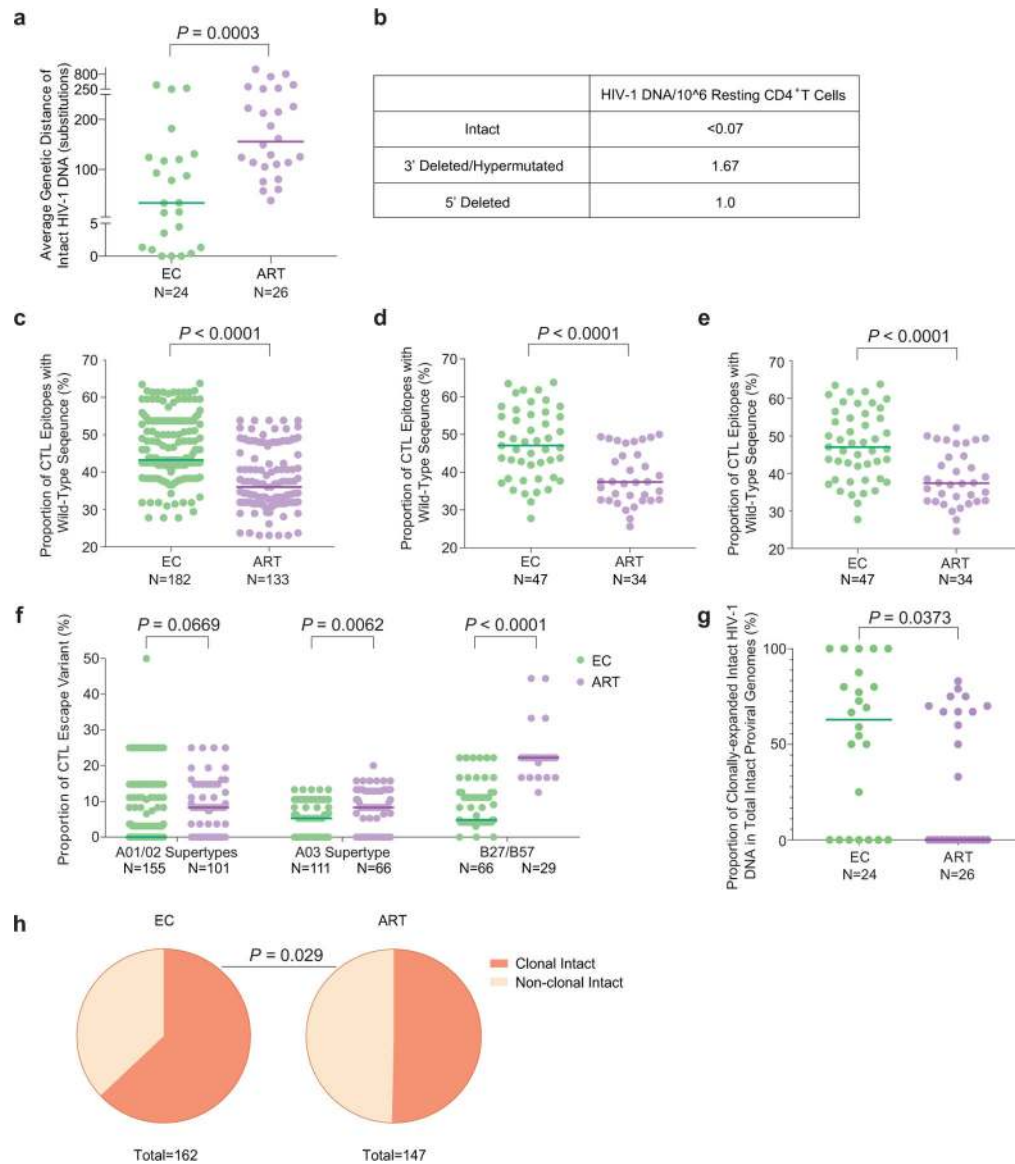 a
P = 0.0003
Average Genetic Distance of
Intact HIV-1 DNA (substitutions)
800
250
100
5
0
EC
ART
N=24
N=26
b
HIV-1 DNA/10^6 Resting CD4+T Cells
Intact
<0.07
3' Deleted/Hypermutated
1.67
5' Deleted
1.0
c
P < 0.0001
Proportion of CTL Epitopes with
Wild-Type Seqeunce (%)
70
60
50
40
30
20
EC
ART
N=182
N=133
d
P < 0.0001
Proportion of CTL Epitopes with
Wild-Type Seqeunce (%)
70
60
50
40
30
20
EC
ART
N=47
N=34
e
P < 0.0001
Proportion of CTL Epitopes with
Wild-Type Seqeunce (%)
70
60
50
40
30
20
EC
ART
N=47
N=34
f
P = 0.0669
P = 0.0062
P < 0.0001
Proportion of CTL Escape Variant (%)
50
40
30
20
10
0
EC
ART
A01/02 Supertypes
A03 Supertype
B27/B57
N=155
N=101
N=111
N=66
N=66
N=29
g
P = 0.0373
Proportion of Clonally-expanded Intact HIV-1
DNA in Total Intact Proviral Genomes (%)
100
50
0
EC
ART
N=24
N=26
h
EC
ART
P = 0.029
Clonal Intact
Non-clonal Intact
Total=162
Total=147